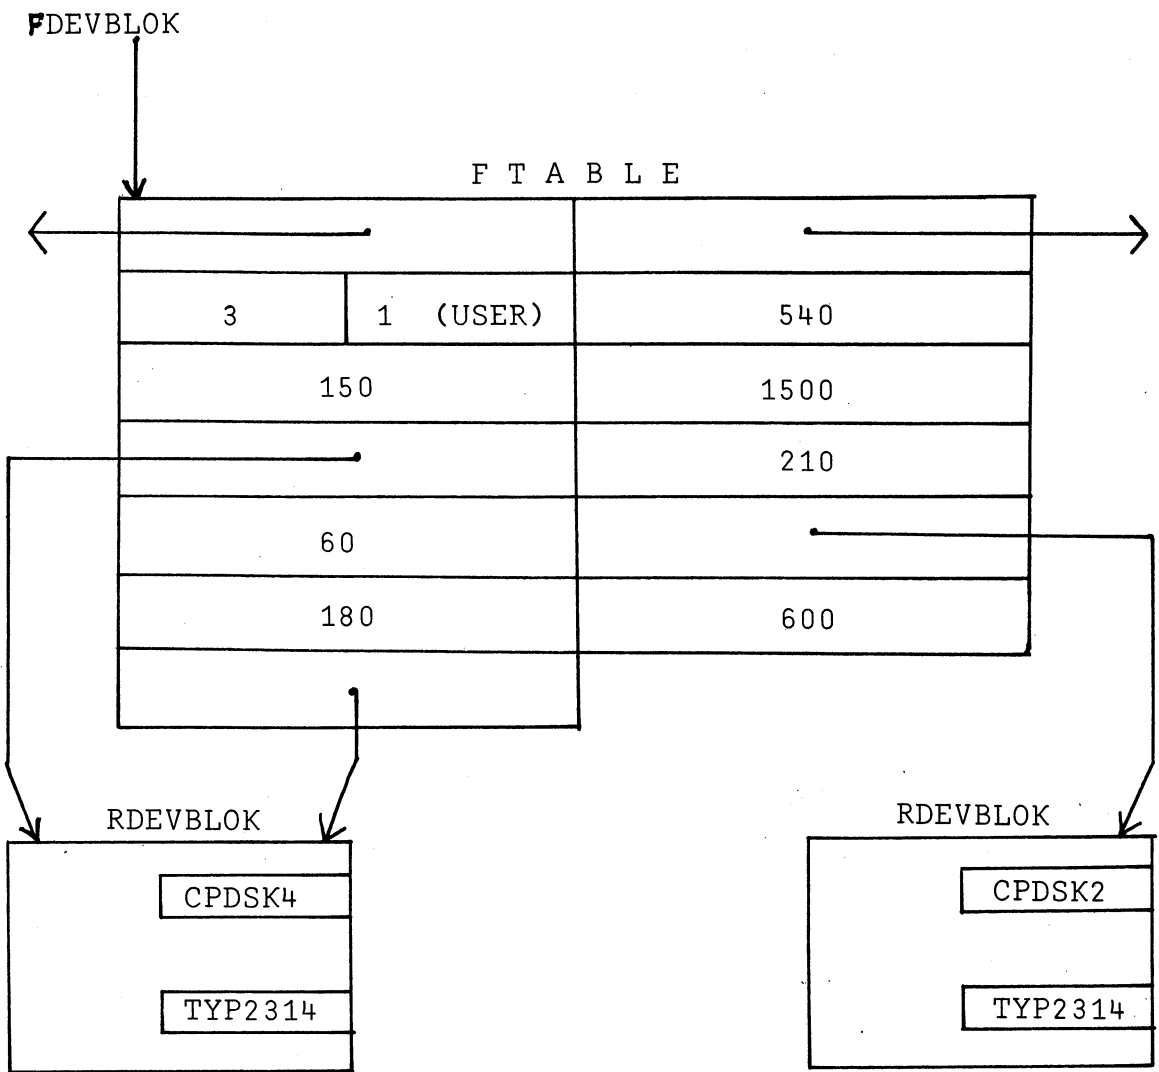 FDEVBLOK
F T A B L E
3 1 (USER) 540
150 1500
210
60
180 600
RDEVBLOK RDEVBLOK
CPDSK4 CPDSK2
TYP2314 TYP2314